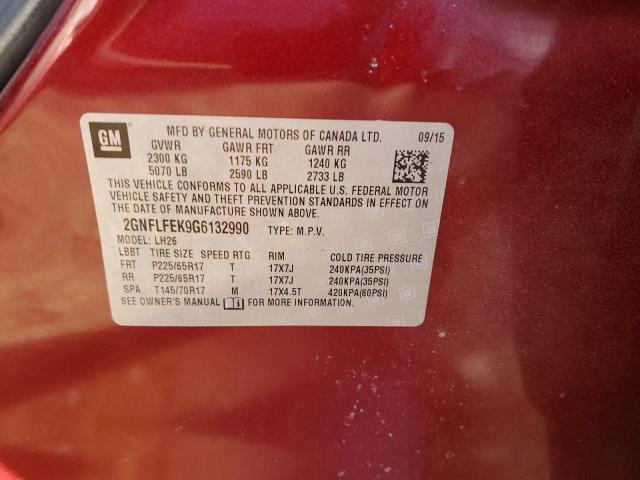 GM
MFD BY GENERAL MOTORS OF CANADA LTD. 09/15
GVWR GAWR FRT GAWR RR
2300 KG 1175 KG 1240 KG
5070 LB 2590 LB 2733 LB
THIS VEHICLE CONFORMS TO ALL APPLICABLE U.S. FEDERAL MOTOR
VEHICLE SAFETY AND THEFT PREVENTION STANDARDS IN EFFECT ON
THE DATE OF MANUFACTURE SHOWN ABOVE.
2GNFLFEK9G6132990 TYPE: M.P.V.
MODEL: LH26
LBBT TIRE SIZE SPEED RTG RIM COLD TIRE PRESSURE
FRT P225/65R17 T 17X7J 240KPA(35PSI)
RR P225/65R17 T 17X7J 240KPA(35PSI)
SPA T145/70R17 M 17X4.5T 420KPA(60PSI)
SEE OWNER'S MANUAL FOR MORE INFORMATION.